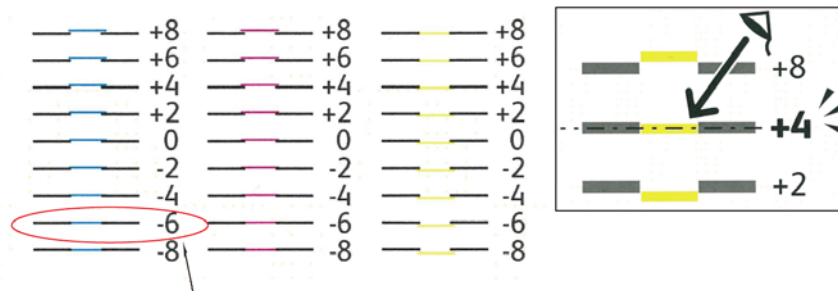 +8 +8 +8
+6 +6 +6
+4 +4 +4
+2 +2 +2
0 0 0
-2 -2 -2
-4 -4 -4
-6 -6 -6
-8 -8 -8
+8
+4
+2